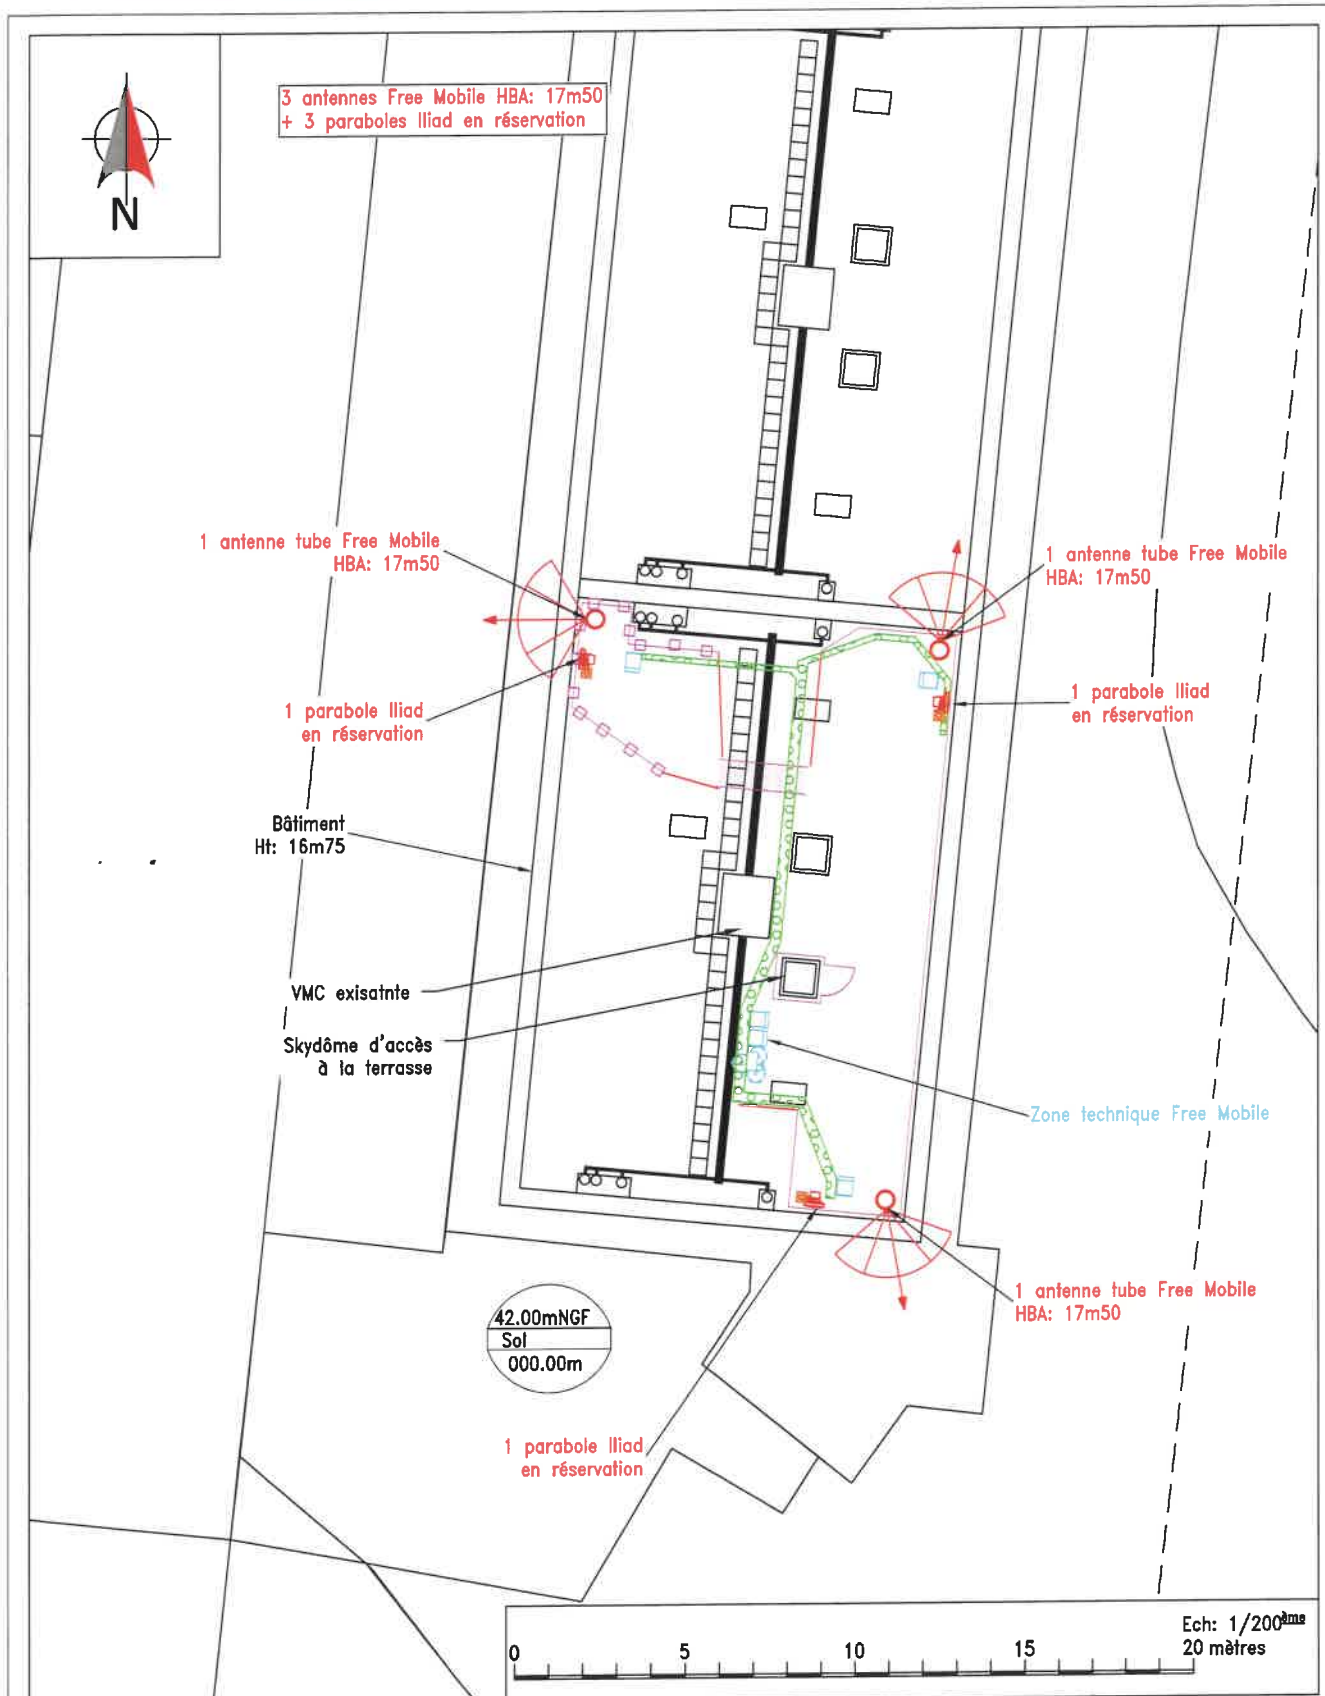 3 antennes Free Mobile HBA: 17m50
+ 3 paraboles Iliad en réservation
N
1 antenne tube Free Mobile
HBA: 17m50
1 antenne tube Free Mobile
HBA: 17m50
1 parabole Iliad
en réservation
1 parabole Iliad
en réservation
Bâtiment
Ht: 16m75
VMC exisatnte
Skydôme d'accès
à la terrasse
Zone technique Free Mobile
1 antenne tube Free Mobile
HBA: 17m50
42.00mNGF
Sol
000.00m
1 parabole Iliad
en réservation
Ech: 1/200ème
0 5 10 15 20 mètres